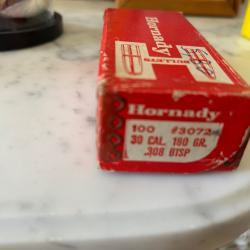 Hornady
BULLETS
Hornady
100 #3072
30 CAL. 180 GR.
.308 BTSP